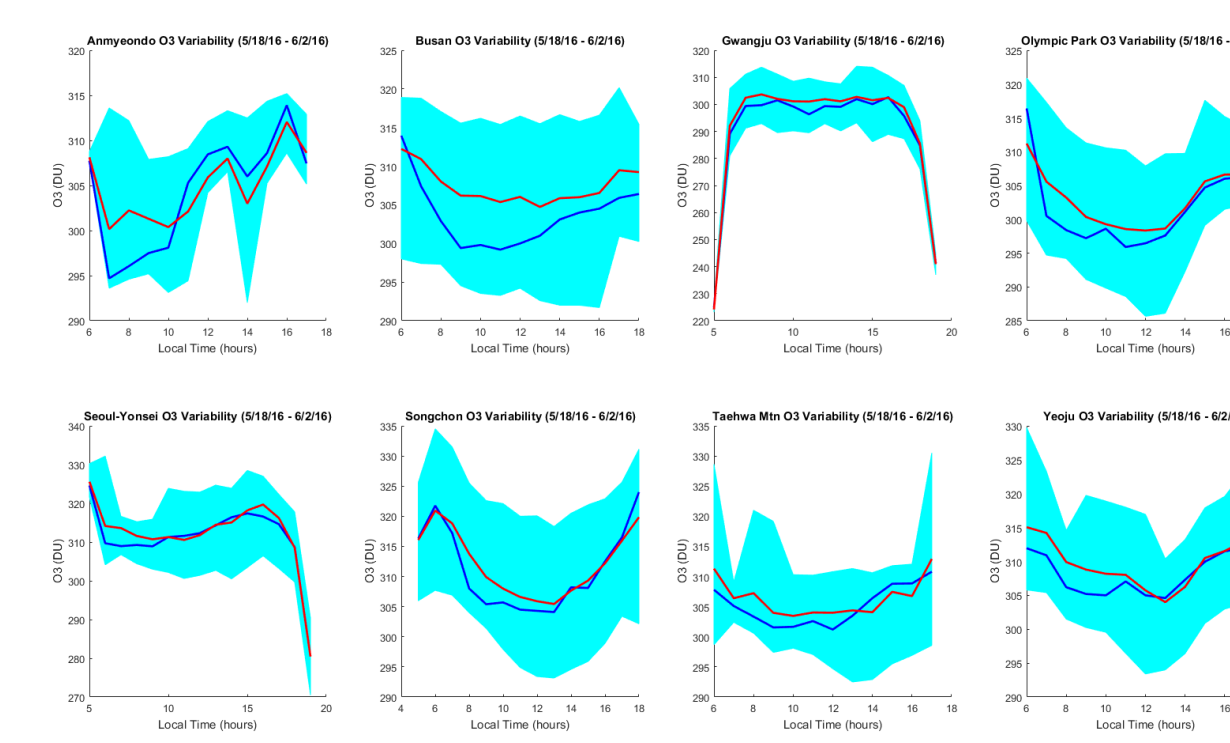 Anmyeondo O3 Variability (5/18/16 - 6/2/16)
320
315
310
305
300
295
290
O3 (DU)
6 8 10 12 14 16 18
Local Time (hours)
Busan O3 Variability (5/18/16 - 6/2/16)
325
320
315
310
305
300
295
290
O3 (DU)
6 8 10 12 14 16 18
Local Time (hours)
Gwangju O3 Variability (5/18/16 - 6/2/16)
320
310
300
290
280
270
260
250
240
230
220
O3 (DU)
5 10 15 20
Local Time (hours)
Olympic Park O3 Variability (5/18/16 -
325
320
315
310
305
300
295
290
285
O3 (DU)
6 8 10 12 14 16
Local Time (hours)
Seoul-Yonsei O3 Variability (5/18/16 - 6/2/16)
340
330
320
310
300
290
280
270
O3 (DU)
5 10 15 20
Local Time (hours)
Songchon O3 Variability (5/18/16 - 6/2/16)
335
330
325
320
315
310
305
300
295
290
O3 (DU)
4 6 8 10 12 14 16 18
Local Time (hours)
Taehwa Mtn O3 Variability (5/18/16 - 6/2/16)
335
330
325
320
315
310
305
300
295
290
O3 (DU)
6 8 10 12 14 16 18
Local Time (hours)
Yeoju O3 Variability (5/18/16 - 6/2/
330
325
320
315
310
305
300
295
290
O3 (DU)
6 8 10 12 14 16
Local Time (hours)